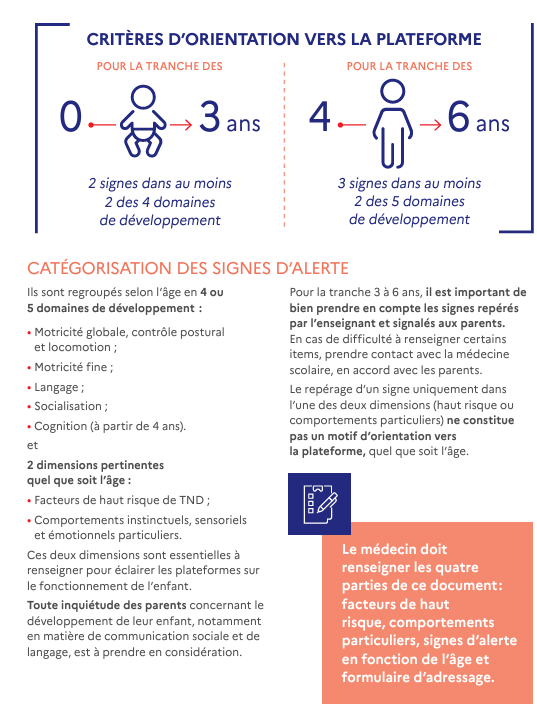 CRITÈRES D'ORIENTATION VERS LA PLATEFORME
POUR LA TRANCHE DES
0 3 ans
2 signes dans au moins
2 des 4 domaines
de développement
POUR LA TRANCHE DES
4 6 ans
3 signes dans au moins
2 des 5 domaines
de développement
CATÉGORISATION DES SIGNES D'ALERTE
Ils sont regroupés selon l'âge en 4 ou
5 domaines de développement :
• Motricité globale, contrôle postural
et locomotion ;
• Motricité fine ;
• Langage ;
• Socialisation ;
• Cognition (à partir de 4 ans).
et
2 dimensions pertinentes
quel que soit l'âge :
• Facteurs de haut risque de TND ;
• Comportements instinctuels, sensoriels
et émotionnels particuliers.
Ces deux dimensions sont essentielles à
renseigner pour éclairer les plateformes sur
le fonctionnement de l'enfant.
Toute inquiétude des parents concernant le
développement de leur enfant, notamment
en matière de communication sociale et de
langage, est à prendre en considération.
Pour la tranche 3 à 6 ans, il est important de
bien prendre en compte les signes repérés
par l'enseignant et signalés aux parents.
En cas de difficulté à renseigner certains
items, prendre contact avec la médecine
scolaire, en accord avec les parents.
Le repérage d'un signe uniquement dans
l'une des deux dimensions (haut risque ou
comportements particuliers) ne constitue
pas un motif d'orientation vers
la plateforme, quel que soit l'âge.
Le médecin doit
renseigner les quatre
parties de ce document :
facteurs de haut
risque, comportements
particuliers, signes d'alerte
en fonction de l'âge et
formulaire d'adressage.